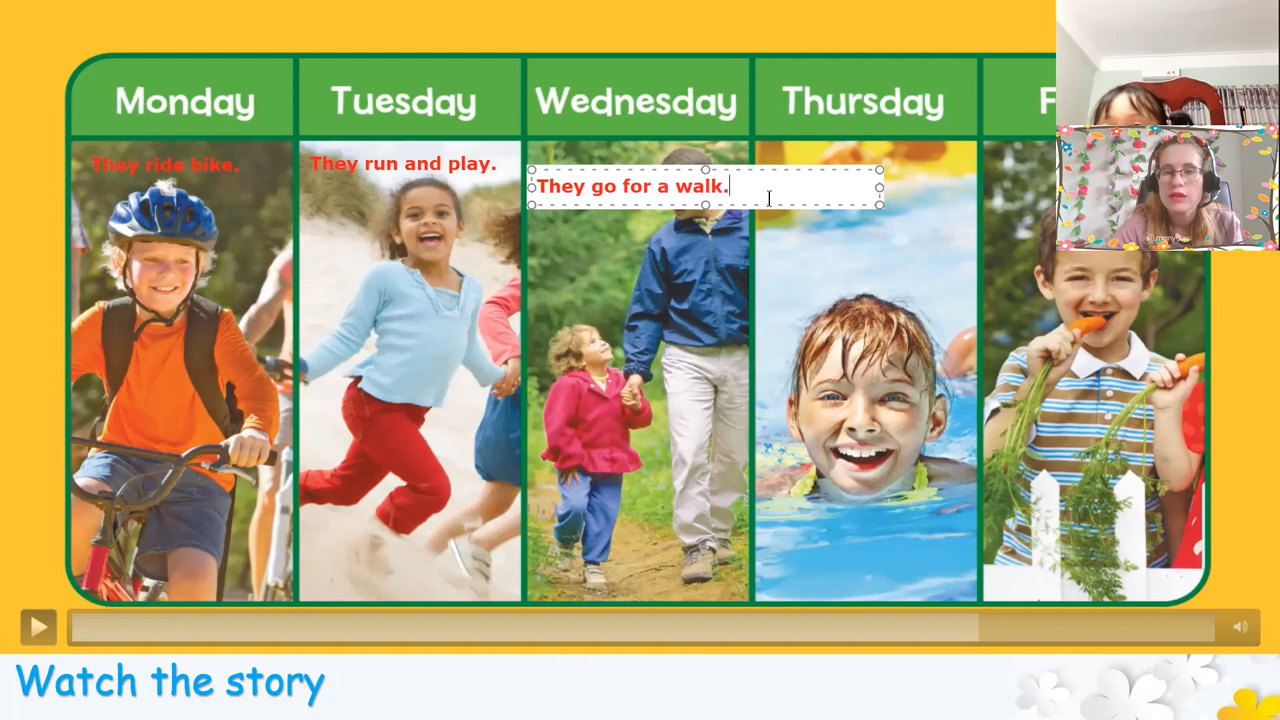 Monday Tuesday Wednesday Thursday F
They ride bike. They run and play.
They go for a walk.
Watch the story